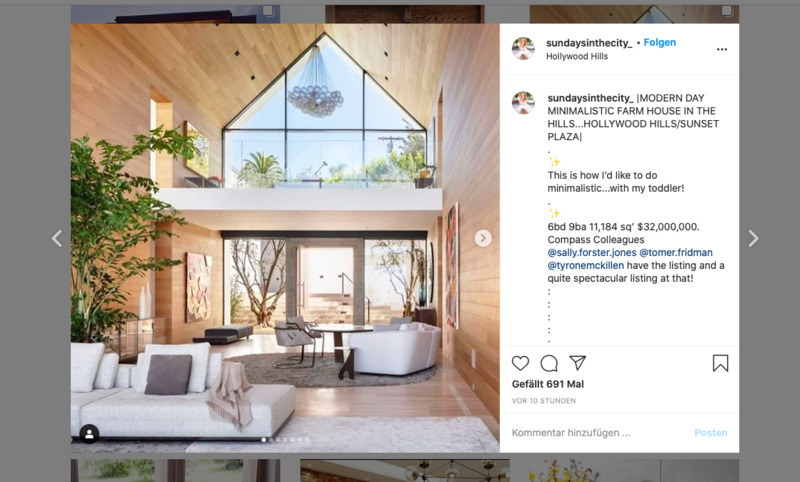 sundaysinthecity_ • Folgen
Hollywood Hills
sundaysinthecity_ |MODERN DAY
MINIMALISTIC FARM HOUSE IN THE
HILLS...HOLLYWOOD HILLS/SUNSET
PLAZA|
.
✨
This is how I'd like to do
minimalistic...with my toddler!
.
✨
6bd 9ba 11,184 sq' $32,000,000.
Compass Colleagues
@sally.forster.jones @tomer.fridman
@tyronemckillen have the listing and a
quite spectacular listing at that!
:
:
:
:
.
Gefällt 691 Mal
VOR 10 STUNDEN
Kommentar hinzufügen ...
Posten